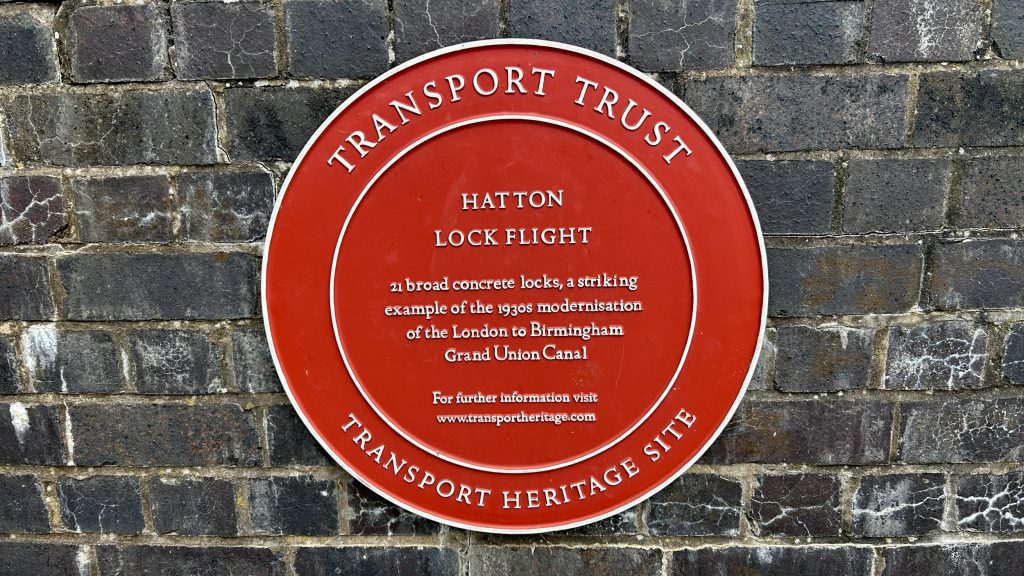 TRANSPORT TRUST
HATTON
LOCK FLIGHT
21 broad concrete locks, a striking
example of the 1930s modernisation
of the London to Birmingham
Grand Union Canal
For further information visit
www.transportheritage.com
TRANSPORT HERITAGE SITE